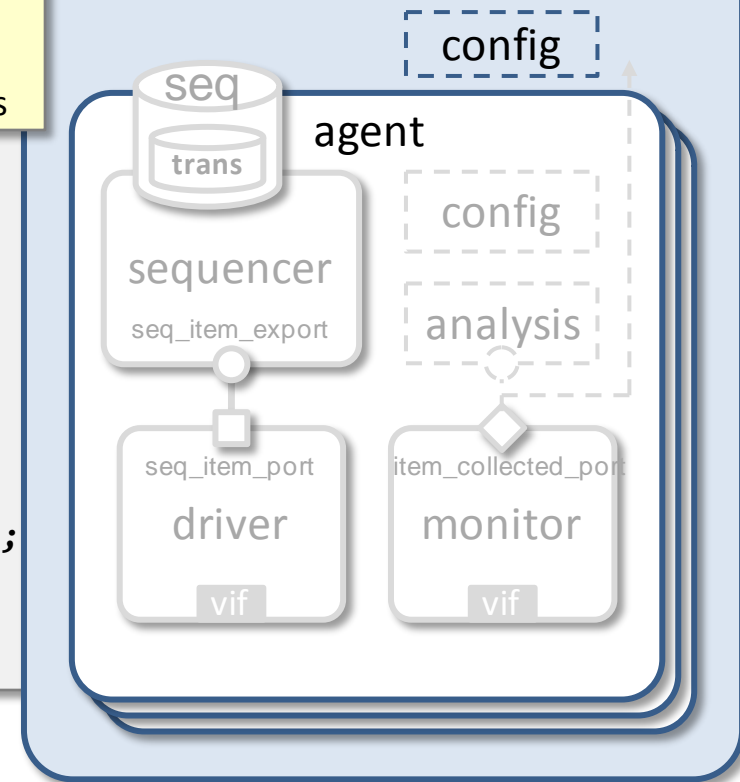 s
config
seq
trans
agent
config
sequencer
seq_item_export
analysis
seq_item_port
driver
vif
item_collected_port
monitor
vif
;